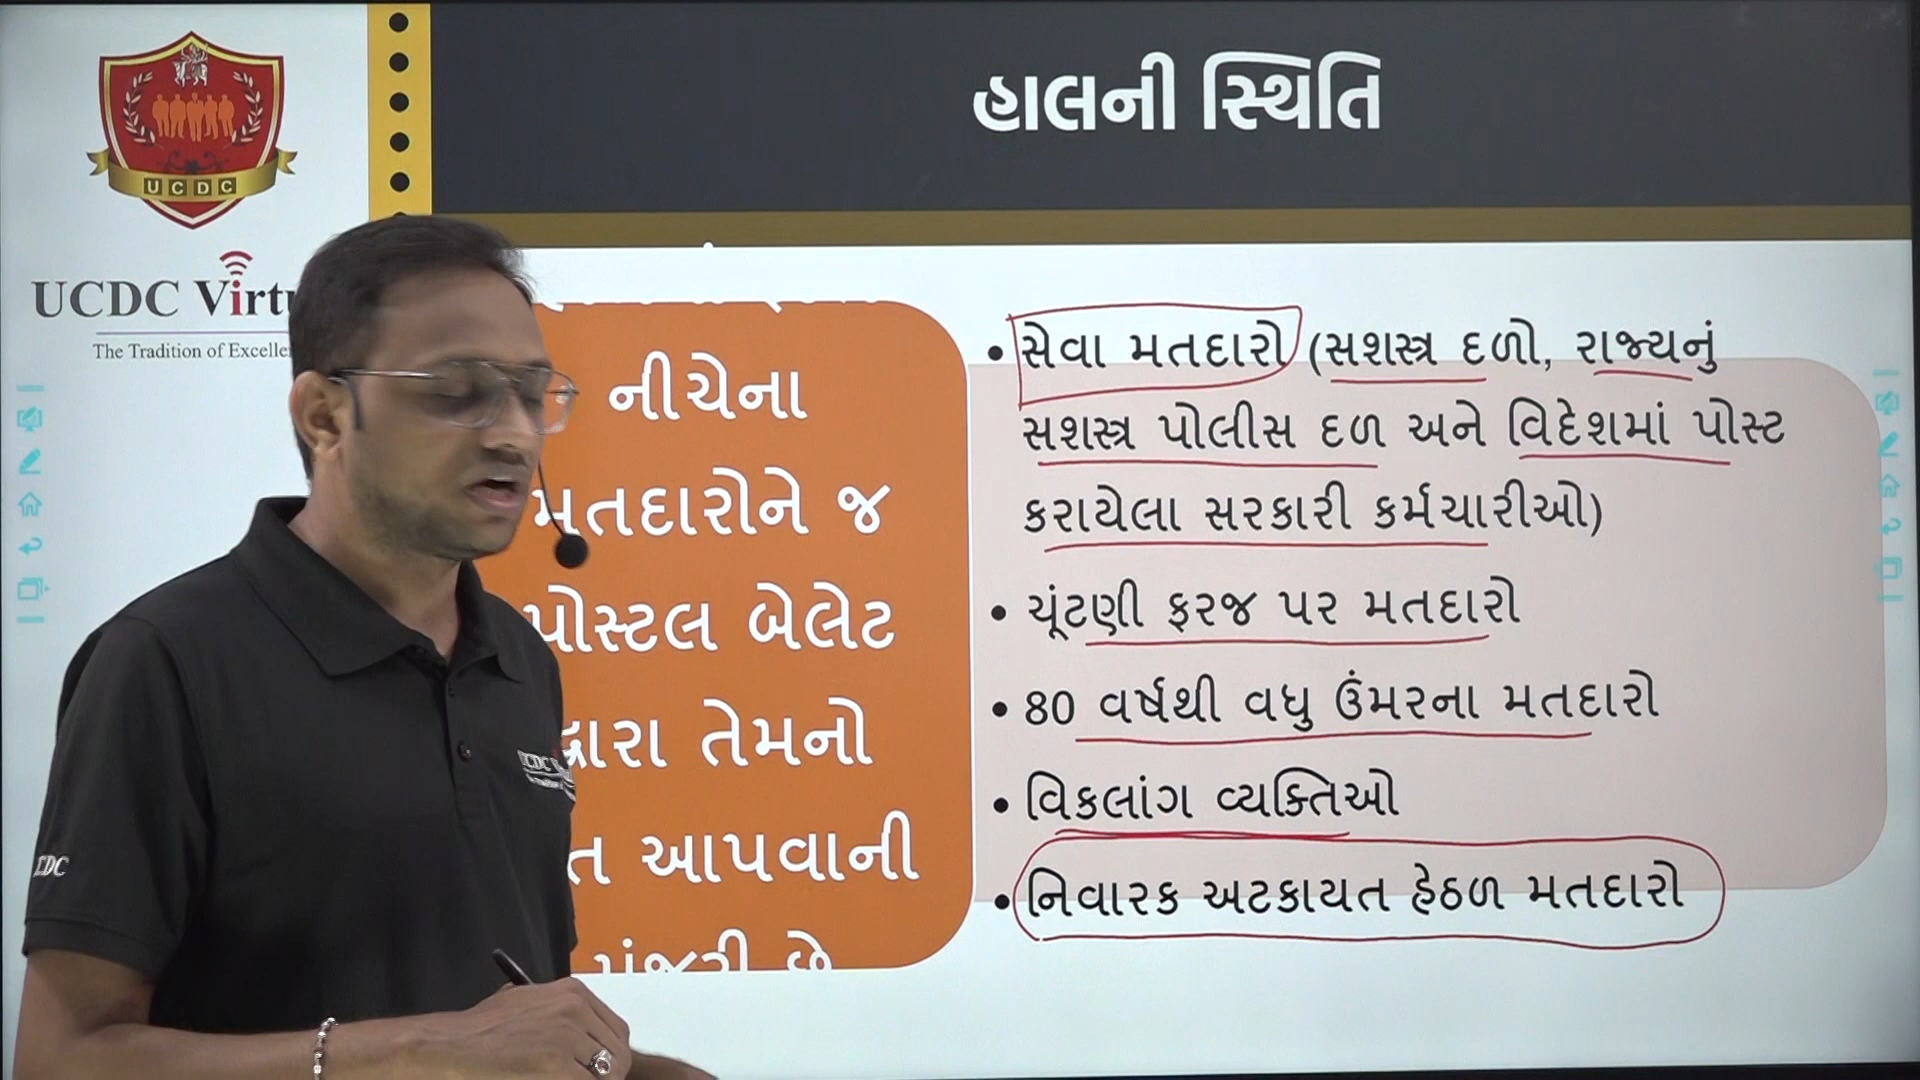 હાલની સ્થિતિ
UCDC
UCDC
The Tradition of
નીચેના
મતદારોને જ
પોસ્ટલ બેલેટ
દ્વારા તેમનો
આપવાની
મંજૂરી છે
• સેવા મતદારો (સશસ્ત્ર દળો, રાજ્યનું
સશસ્ત્ર પોલીસ દળ અને વિદેશમાં પોસ્ટ
કરાયેલા સરકારી કર્મચારીઓ)
• ચૂંટણી ફરજ પર મતદારો
• 80 વર્ષથી વધુ ઉંમરના મતદારો
• વિકલાંગ વ્યક્તિઓ
• નિવારક અટકાયત હેઠળ મતદારો
UCDC